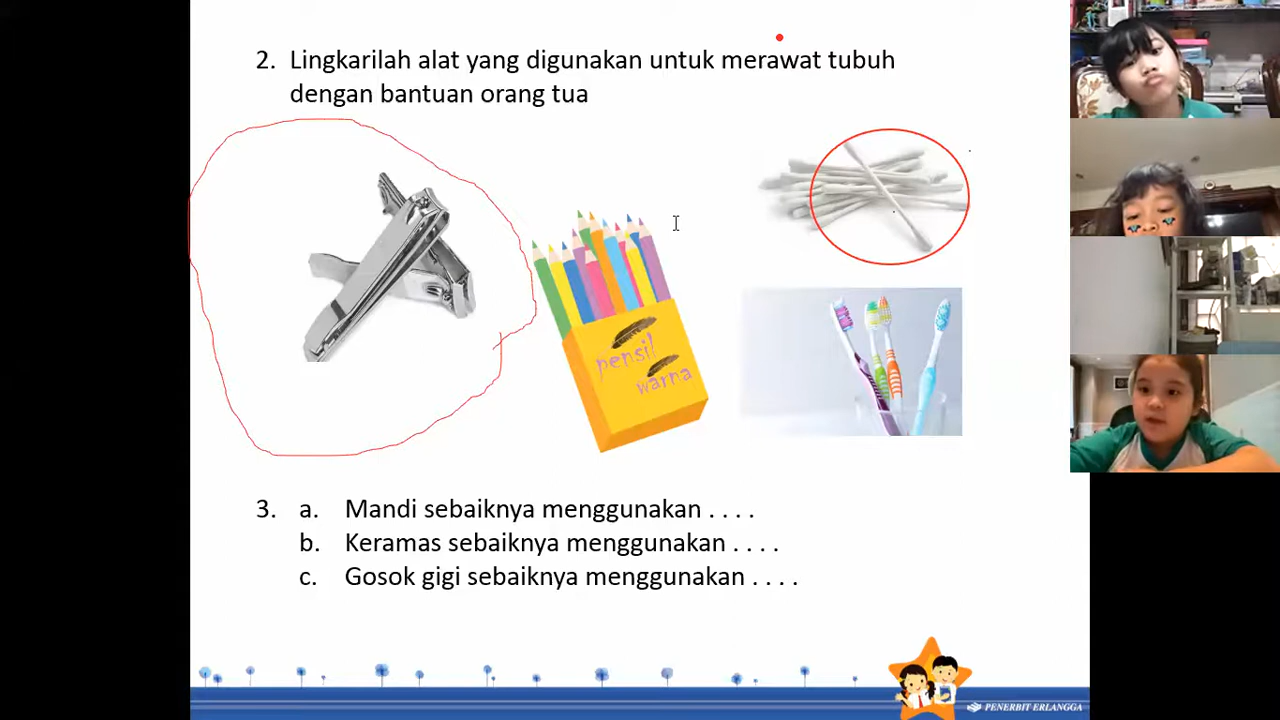 2. Lingkarilah alat yang digunakan untuk merawat tubuh
dengan bantuan orang tua
pensil
warna
3. a. Mandi sebaiknya menggunakan . . . .
b. Keramas sebaiknya menggunakan . . . .
c. Gosok gigi sebaiknya menggunakan . . . .
PENERBIT ERLANGGA